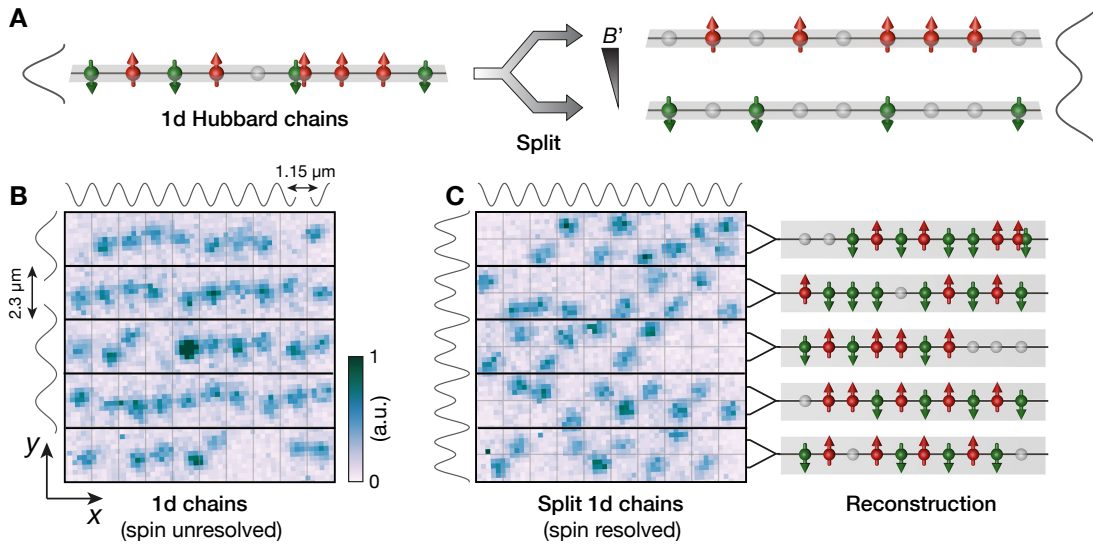 A
B'
1d Hubbard chains
Split
B
1.15 µm
C
2.3 µm
1
(a.u.)
0
y
x
1d chains
(spin unresolved)
Split 1d chains
(spin resolved)
Reconstruction